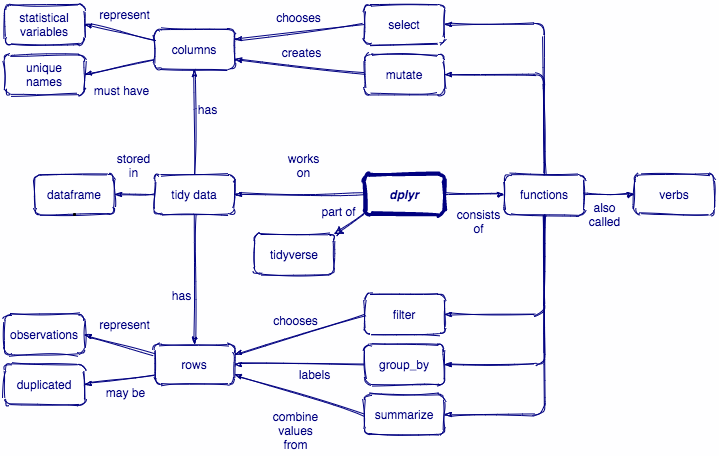 statistical
variables
represent
chooses
select
columns
unique
names
must have
creates
mutate
has
stored
in
works
on
dataframe
tidy data
dplyr
functions
verbs
part of
consists
of
also
called
tidyverse
has
observations
represent
chooses
filter
rows
group_by
labels
duplicated
may be
summarize
combine
values
from